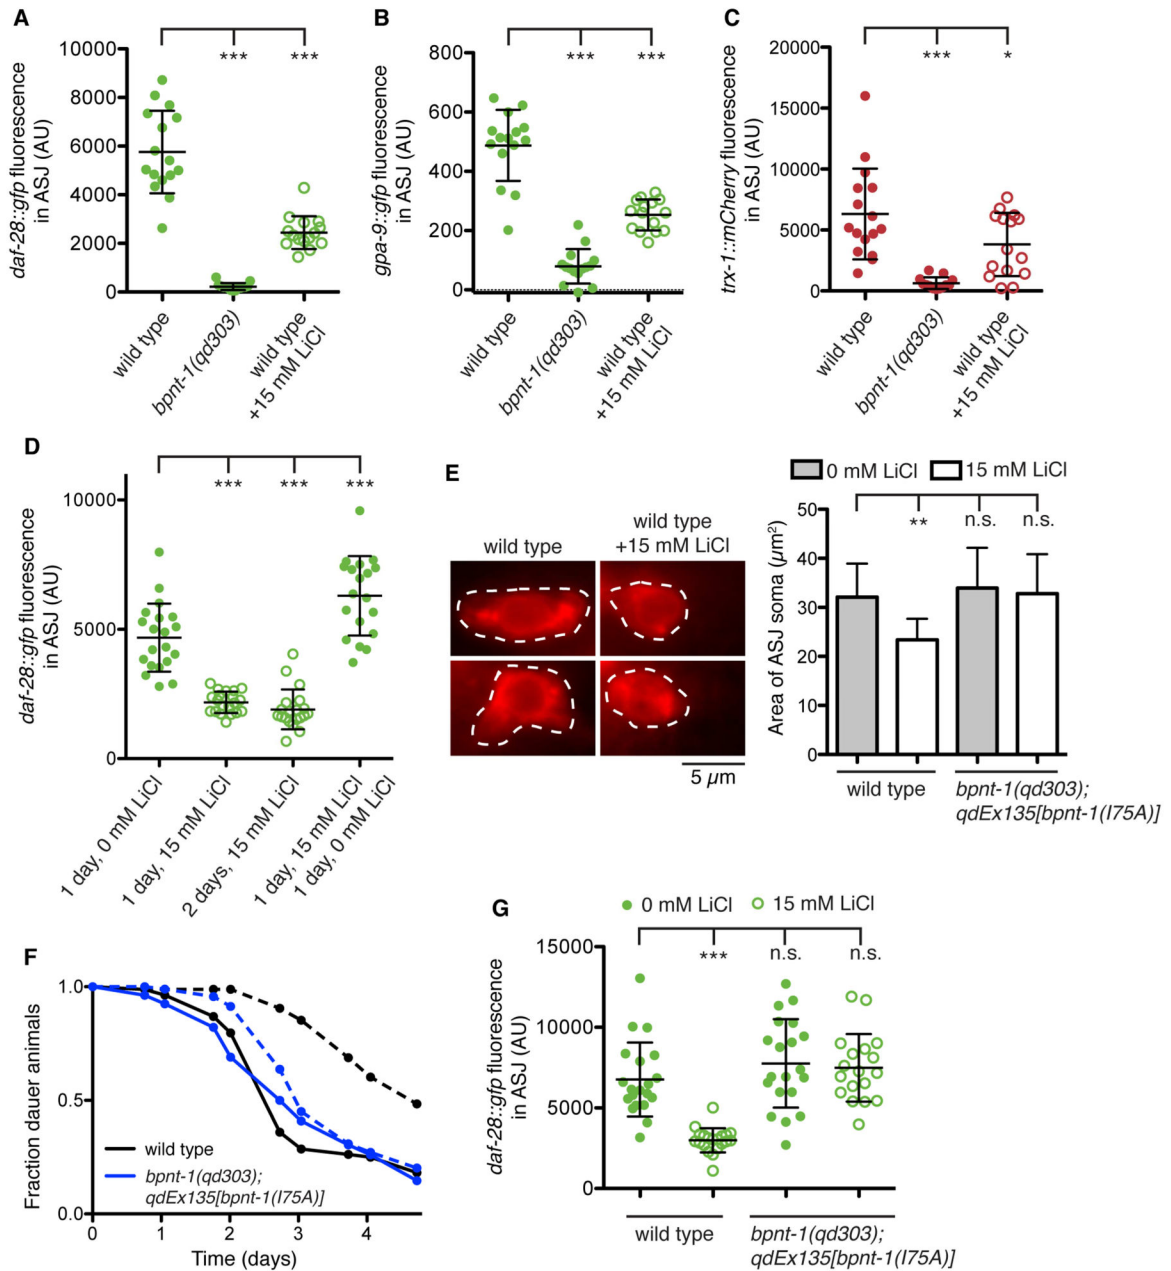 A
daf-28::gfp fluorescence
in ASJ (AU)
10000
8000
6000
4000
2000
0
***
***
wild type
bpnt-1(qd303)
wild type
+15 mM LiCl
B
gpa-9::gfp fluorescence
in ASJ (AU)
800
600
400
200
0
***
***
wild type
bpnt-1(qd303)
wild type
+15 mM LiCl
C
trx-1::mCherry fluorescence
in ASJ (AU)
20000
15000
10000
5000
0
***
*
wild type
bpnt-1(qd303)
wild type
+15 mM LiCl
D
daf-28::gfp fluorescence
in ASJ (AU)
10000
5000
0
***
***
***
1 day, 0 mM LiCl
1 day, 15 mM LiCl
2 days, 15 mM LiCl
1 day, 15 mM LiCl
1 day, 0 mM LiCl
E
wild type
wild type
+15 mM LiCl
5 µm
0 mM LiCl
15 mM LiCl
Area of ASJ soma (µm²)
50
40
30
20
10
0
**
n.s.
n.s.
wild type
bpnt-1(qd303);
qdEx135[bpnt-1(I75A)]
F
Fraction dauer animals
1.0
0.5
0.0
wild type
bpnt-1(qd303);
qdEx135[bpnt-1(I75A)]
0
1
2
3
4
Time (days)
G
0 mM LiCl
15 mM LiCl
daf-28::gfp fluorescence
in ASJ (AU)
15000
10000
5000
0
***
n.s.
n.s.
wild type
bpnt-1(qd303);
qdEx135[bpnt-1(I75A)]